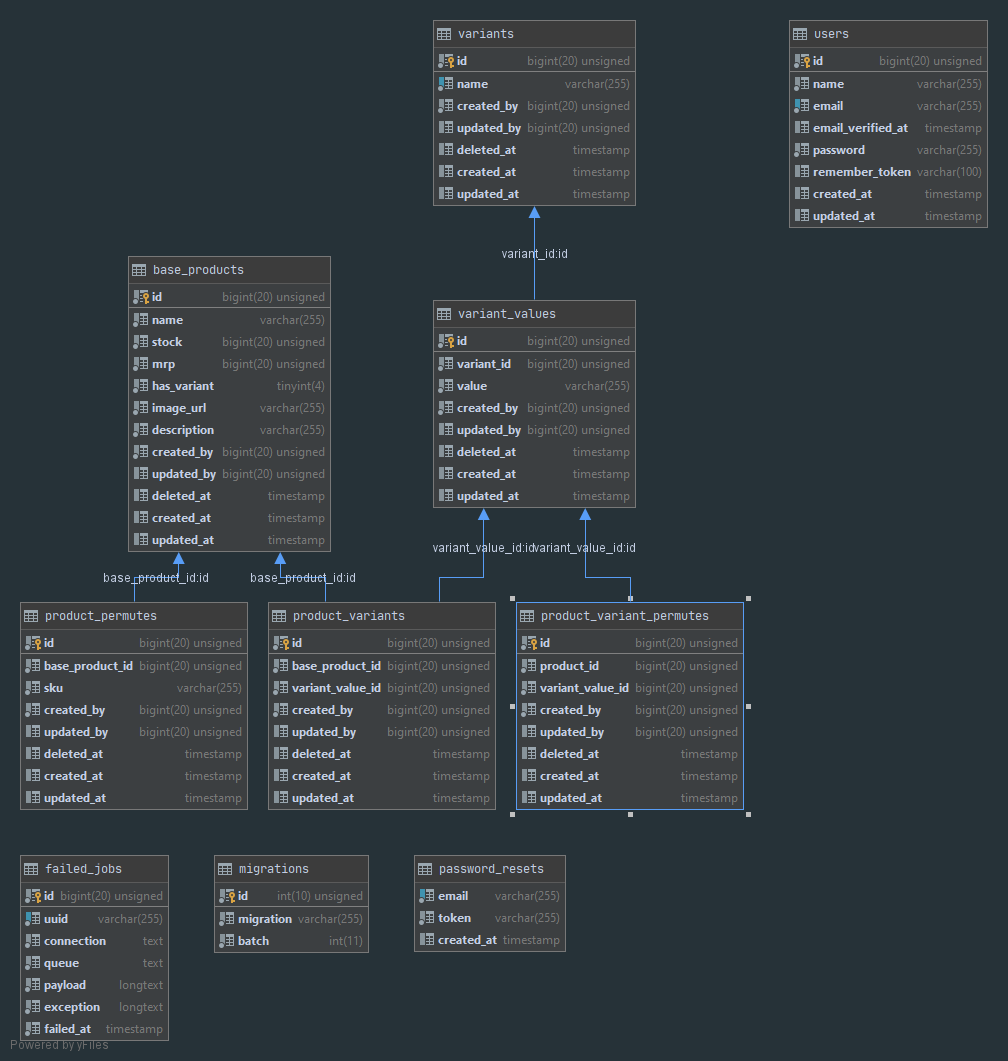 variants
id bigint(20) unsigned
name varchar(255)
created_by bigint(20) unsigned
updated_by bigint(20) unsigned
deleted_at timestamp
created_at timestamp
updated_at timestamp
users
id bigint(20) unsigned
name varchar(255)
email varchar(255)
email_verified_at timestamp
password varchar(255)
remember_token varchar(100)
created_at timestamp
updated_at timestamp
variant_id:id
base_products
id bigint(20) unsigned
name varchar(255)
stock bigint(20) unsigned
mrp bigint(20) unsigned
has_variant tinyint(4)
image_url varchar(255)
description varchar(255)
created_by bigint(20) unsigned
updated_by bigint(20) unsigned
deleted_at timestamp
created_at timestamp
updated_at timestamp
variant_values
id bigint(20) unsigned
variant_id bigint(20) unsigned
value varchar(255)
created_by bigint(20) unsigned
updated_by bigint(20) unsigned
deleted_at timestamp
created_at timestamp
updated_at timestamp
base_product_id:id
base_product_id:id
variant_value_id:id
variant_value_id:id
product_permutes
id bigint(20) unsigned
base_product_id bigint(20) unsigned
sku varchar(255)
created_by bigint(20) unsigned
updated_by bigint(20) unsigned
deleted_at timestamp
created_at timestamp
updated_at timestamp
product_variants
id bigint(20) unsigned
base_product_id bigint(20) unsigned
variant_value_id bigint(20) unsigned
created_by bigint(20) unsigned
updated_by bigint(20) unsigned
deleted_at timestamp
created_at timestamp
updated_at timestamp
product_variant_permutes
id bigint(20) unsigned
product_id bigint(20) unsigned
variant_value_id bigint(20) unsigned
created_by bigint(20) unsigned
updated_by bigint(20) unsigned
deleted_at timestamp
created_at timestamp
updated_at timestamp
failed_jobs
id bigint(20) unsigned
uuid varchar(255)
connection text
queue text
payload longtext
exception longtext
failed_at timestamp
migrations
id int(10) unsigned
migration varchar(255)
batch int(11)
password_resets
email varchar(255)
token varchar(255)
created_at timestamp
Powered by yFiles